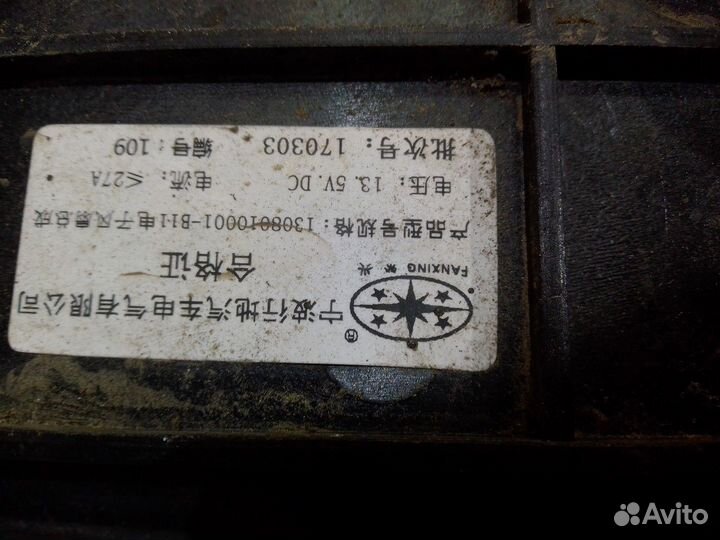 宁波行地汽车电气有限公司
®
FANXING 繁光
合格证
产品型号规格：1308010001-B11电子风扇总成
电压：13.5V.DC 电流：≤27A
批次号：170303 编号：109
Avito